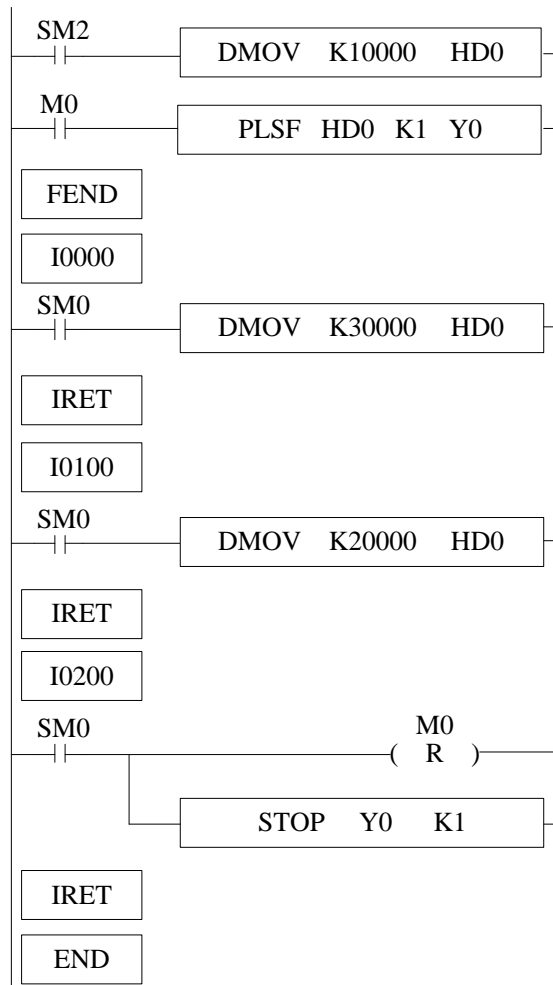 SM2
DMOV K10000 HD0
M0
PLSF HD0 K1 Y0
FEND
I0000
SM0
DMOV K30000 HD0
IRET
I0100
SM0
DMOV K20000 HD0
IRET
I0200
SM0
M0
( R )
STOP Y0 K1
IRET
END